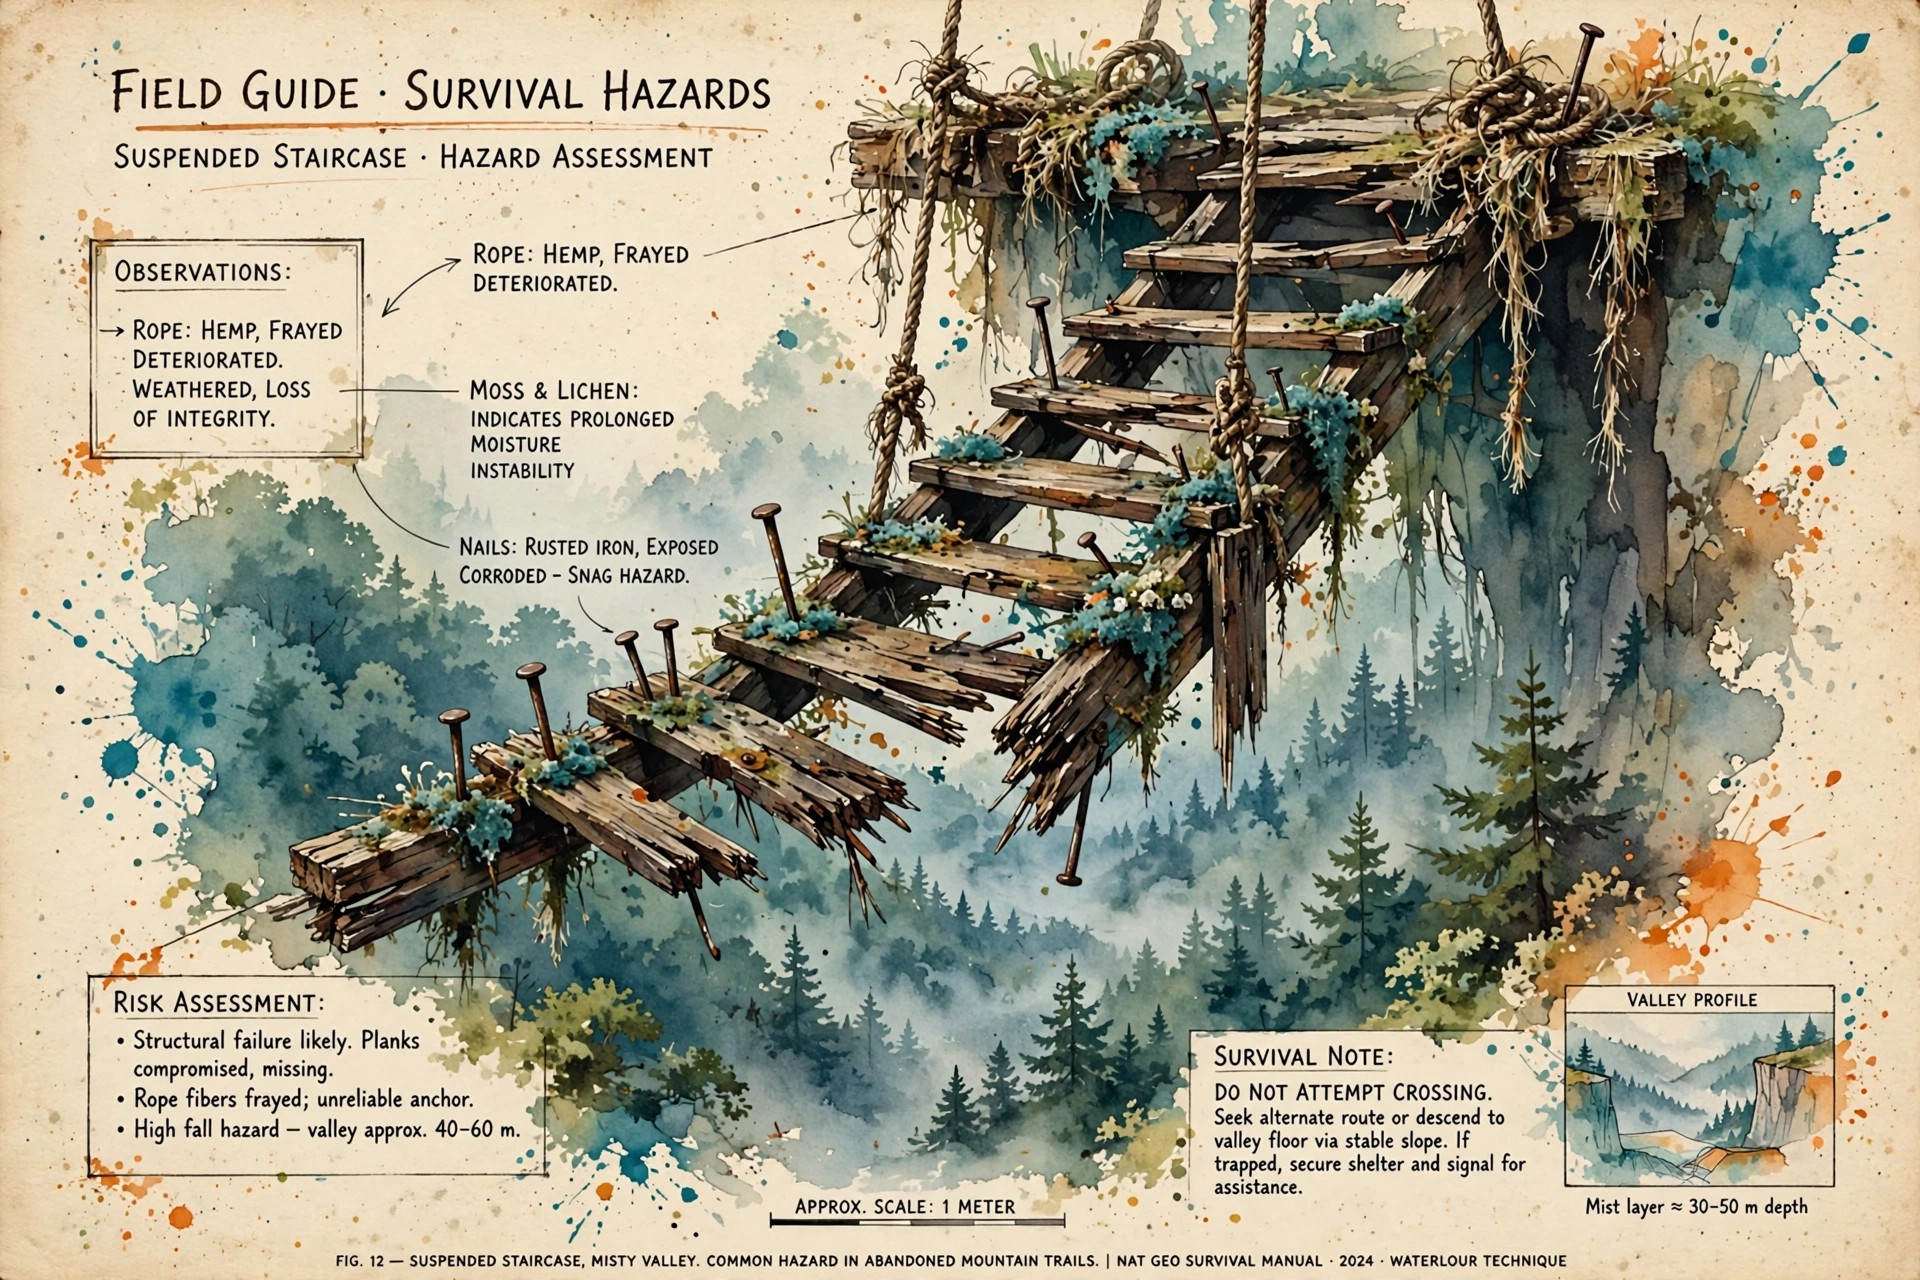 FIELD GUIDE · SURVIVAL HAZARDS
SUSPENDED STAIRCASE · HAZARD ASSESSMENT
OBSERVATIONS:
→ ROPE: HEMP, FRAYED
DETERIORATED.
· WEATHERED, LOSS
OF INTEGRITY.
ROPE: HEMP, FRAYED
DETERIORATED.
MOSS & LICHEN:
INDICATES PROLONGED
MOISTURE
INSTABILITY
NAILS: RUSTED IRON, EXPOSED
CORRODED – SNAG HAZARD.
RISK ASSESSMENT:
• Structural failure likely. Planks
compromised, missing.
• Rope fibers frayed; unreliable anchor.
• High fall hazard – valley approx. 40–60 m.
SURVIVAL NOTE:
DO NOT ATTEMPT CROSSING.
Seek alternate route or descend to
valley floor via stable slope. If
trapped, secure shelter and signal for
assistance.
VALLEY PROFILE
Mist layer ≈ 30–50 m depth
APPROX. SCALE: 1 METER
FIG. 12 — SUSPENDED STAIRCASE, MISTY VALLEY. COMMON HAZARD IN ABANDONED MOUNTAIN TRAILS. | NAT GEO SURVIVAL MANUAL · 2024 · WATERLOUR TECHNIQUE